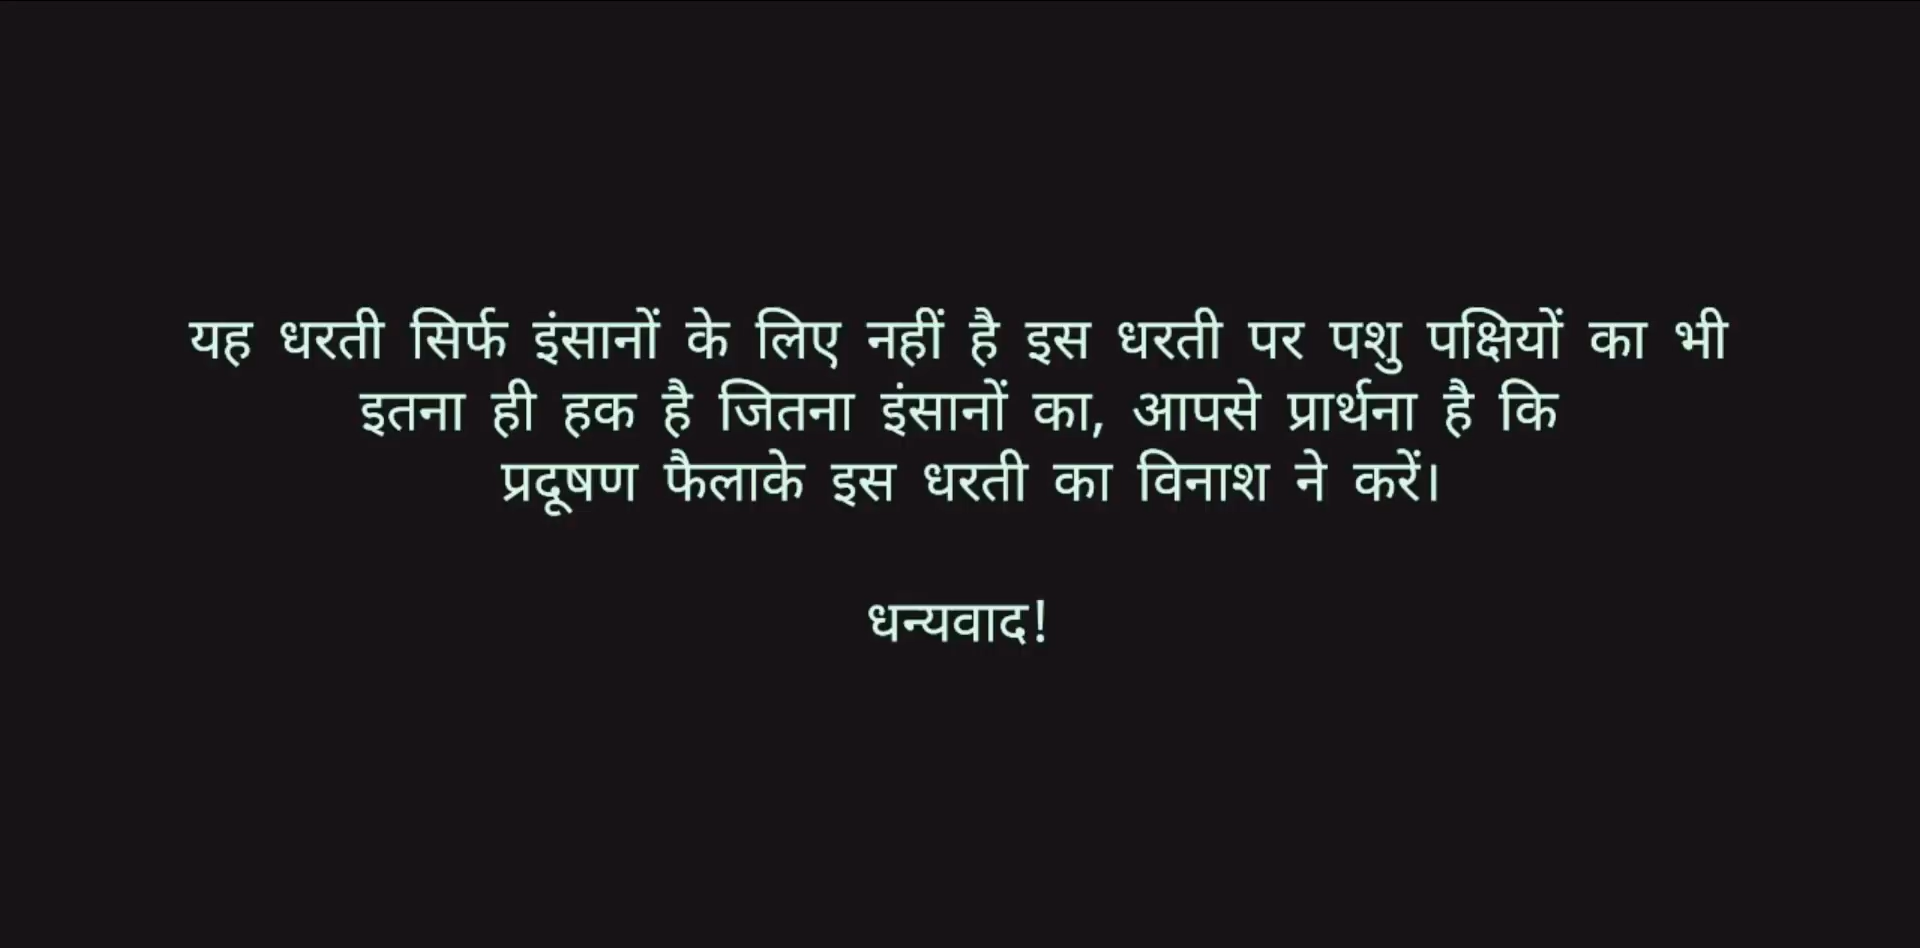 यह धरती सिर्फ इंसानों के लिए नहीं है इस धरती पर पशु पक्षियों का भी
इतना ही हक है जितना इंसानों का, आपसे प्रार्थना है कि
प्रदूषण फैलाके इस धरती का विनाश ने करें।
धन्यवाद!